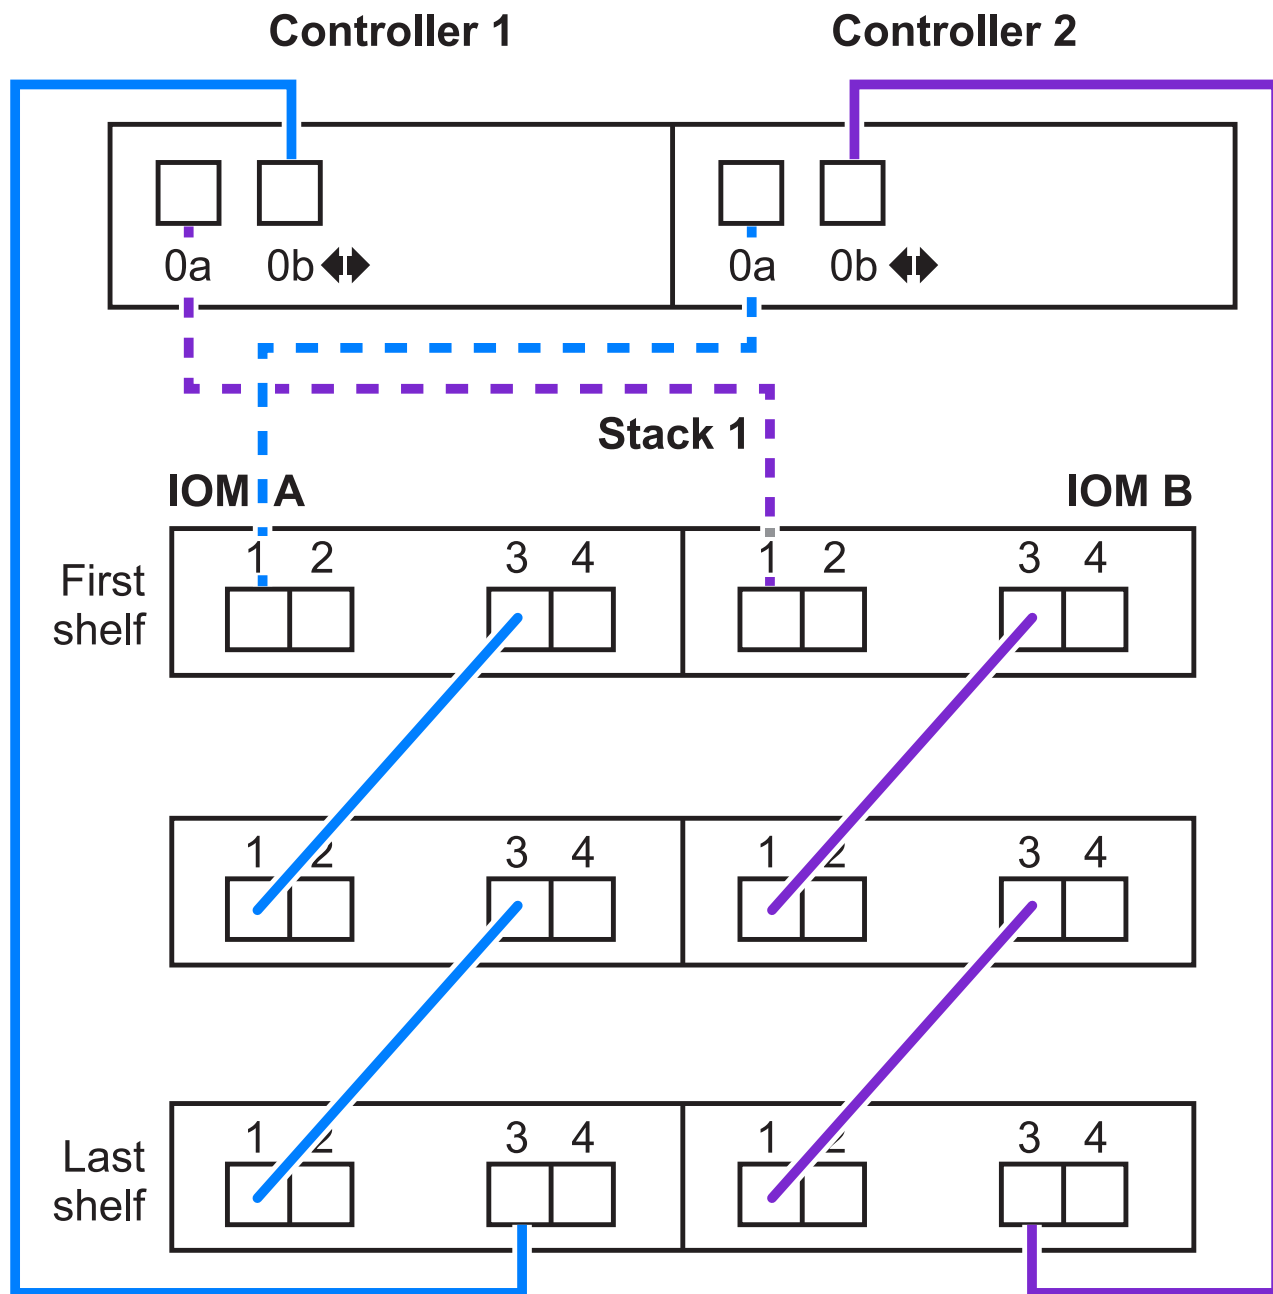 Controller 1 Controller 2
0a 0b 0a 0b
Stack 1
IOM A IOM B
First
shelf
1 2 3 4 1 2 3 4
1 2 3 4 1 2 3 4
Last
shelf
1 2 3 4 1 2 3 4